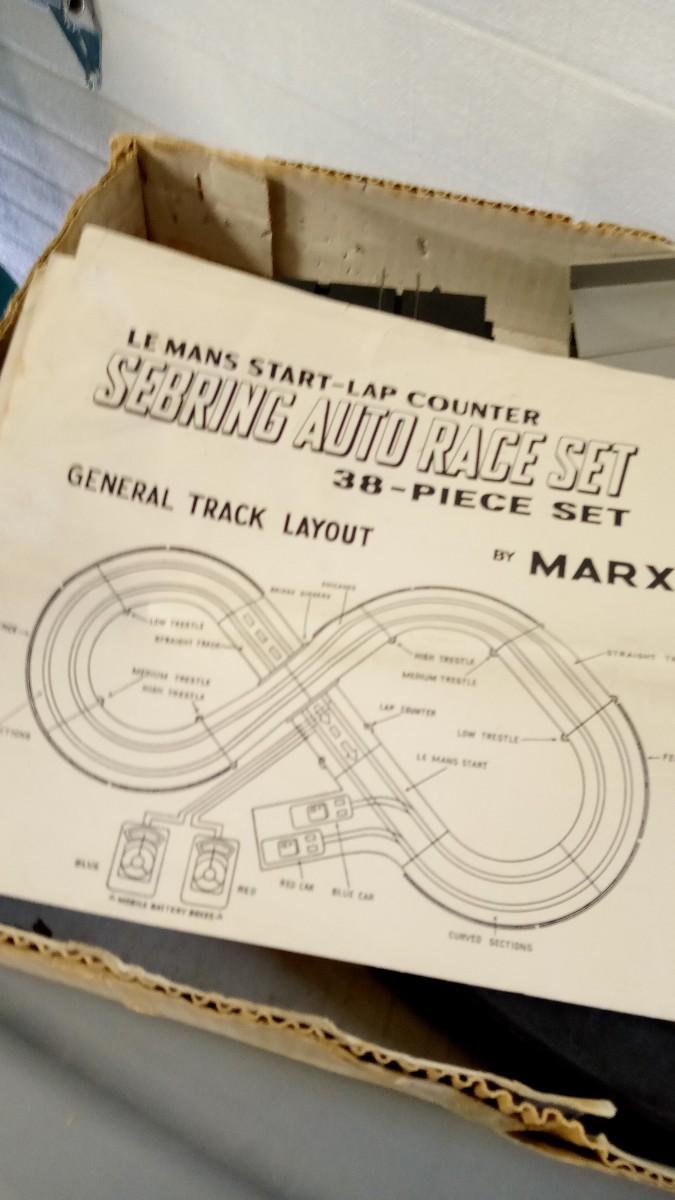 LE MANS START-LAP COUNTER
SEBRING AUTO RACE SET
38-PIECE SET
GENERAL TRACK LAYOUT
BY MARX
LOW TRESTLE
STRAIGHT TRACK
MEDIUM TRESTLE
HIGH TRESTLE
HIGH TRESTLE
MEDIUM TRESTLE
STRAIGHT
LAP COUNTER
LOW TRESTLE
LE MANS START
BLUE
RED
RED CAR
BLUE CAR
CURVED SECTIONS